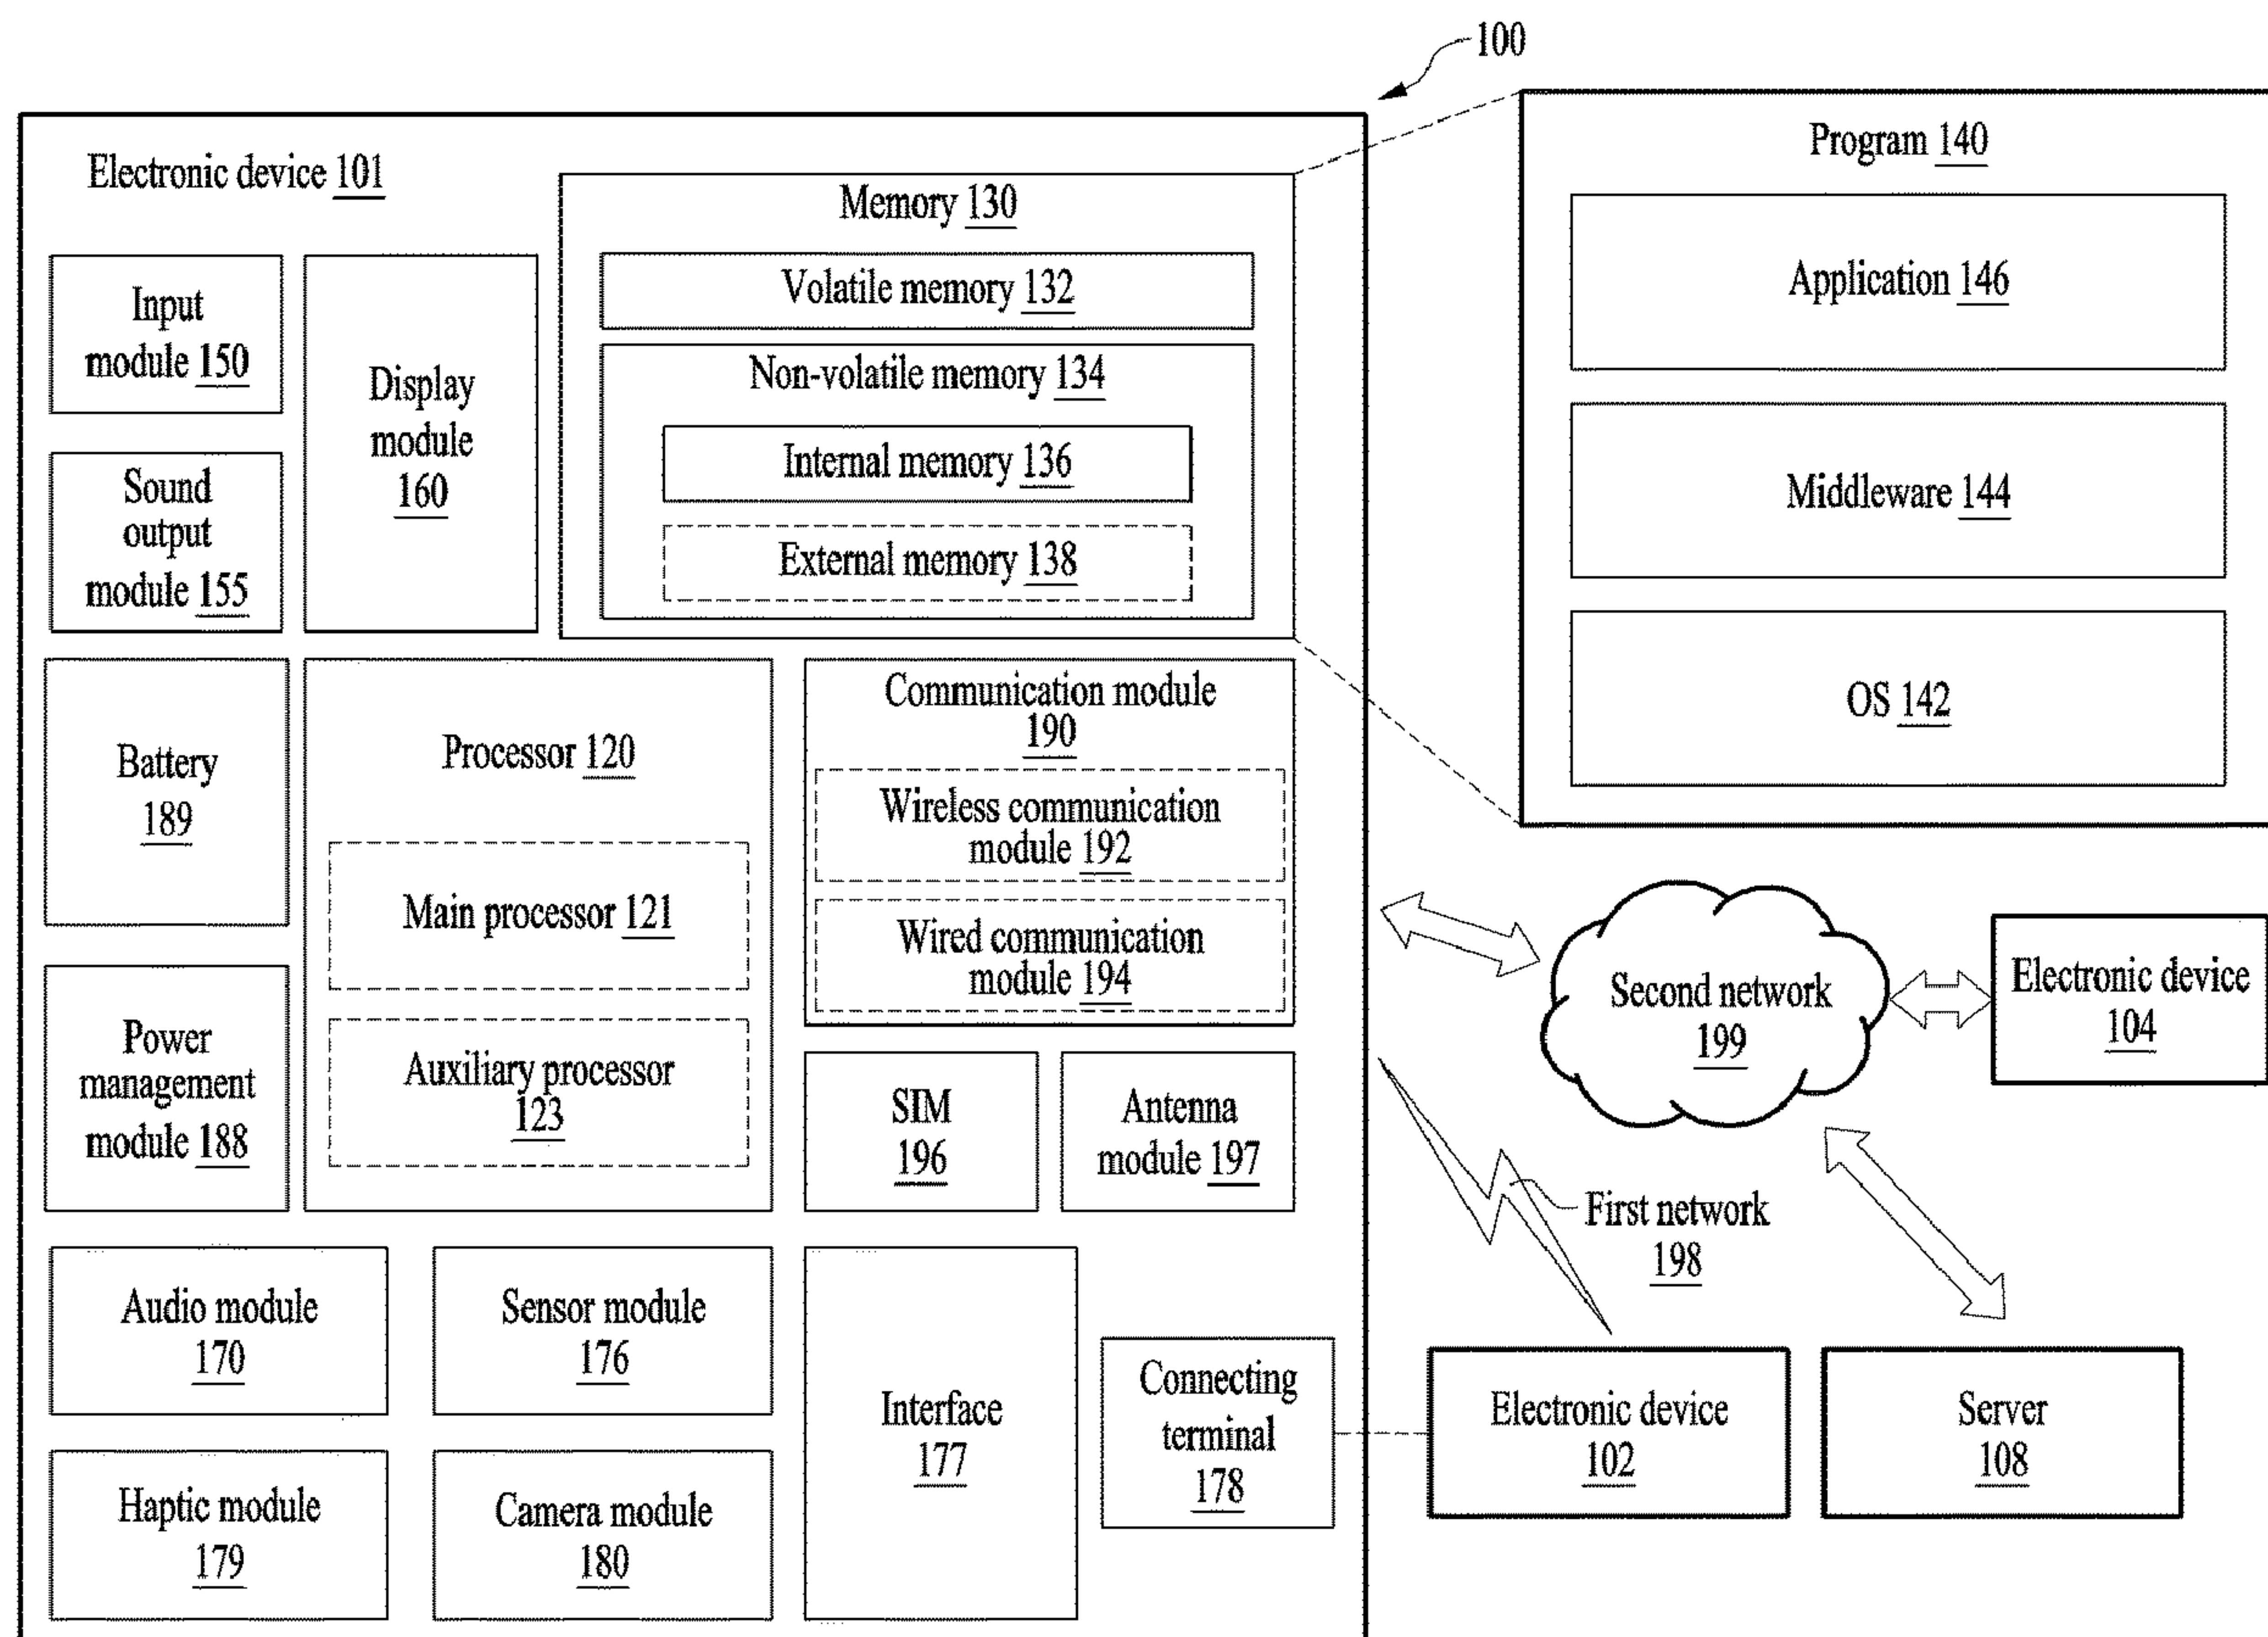 100
Electronic device 101
Input
module 150
Sound
output
module 155
Display
module
160
Memory 130
Volatile memory 132
Non-volatile memory 134
Internal memory 136
External memory 138
Program 140
Application 146
Middleware 144
OS 142
Battery
189
Power
management
module 188
Processor 120
Main processor 121
Auxiliary processor
123
Communication module
190
Wireless communication
module 192
Wired communication
module 194
SIM
196
Antenna
module 197
Second network
199
Electronic device
104
First network
198
Audio module
170
Sensor module
176
Haptic module
179
Camera module
180
Interface
177
Connecting
terminal
178
Electronic device
102
Server
108